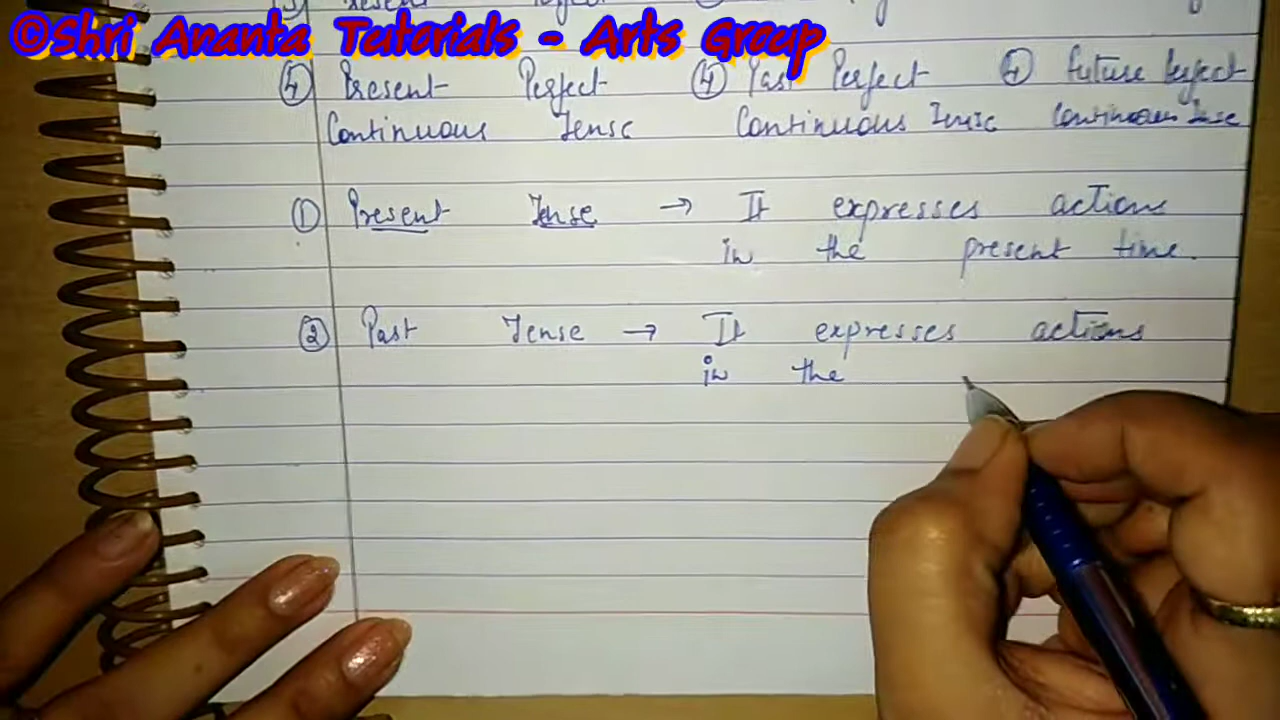 ©Shri Ananta Tutorials - Arts Group
④ Present Perfect ④ Past Perfect ④ Future Perfect
Continuous Tense Continuous Tense Continuous Tense
① Present Tense → It expresses actions
in the present time.
② Past Tense → It expresses actions
in the